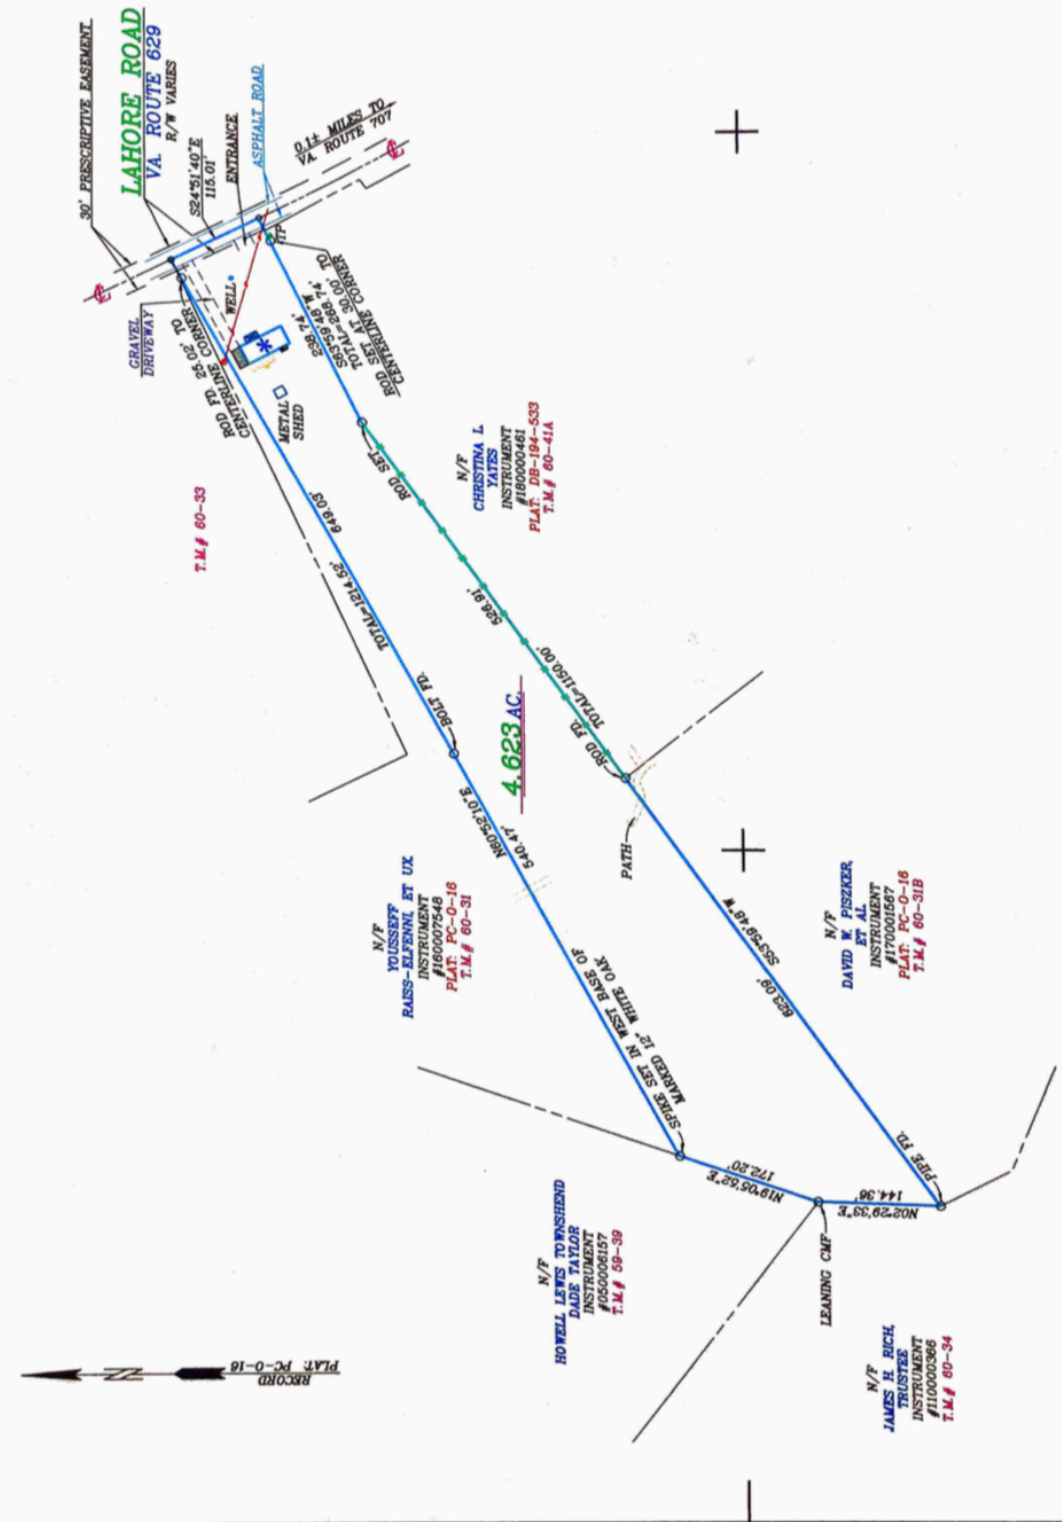 30' PRESCRIPTIVE EASEMENT
LAHORE ROAD
VA. ROUTE 629
R/W VARIES
S24°51'40"E
115.01'
ENTRANCE
ASPHALT ROAD
0.1± MILES TO
VA. ROUTE 707
GRAVEL
DRIVEWAY
ROD FD. 25.02' TO
CENTERLINE CORNER
WELL
TP
METAL
SHED
238.74'
S63°59'48"W
TOTAL=268.74'
ROD SET AT 30.00' TO
CENTERLINE CORNER
ROD SET
T.M.# 60-33
649.03'
TOTAL=1214.52'
N/F
CHRISTINA L.
YATES
INSTRUMENT
#180000461
PLAT: DB-194-533
T.M.# 60-41A
526.91'
TOTAL=1150.00'
ROD FD.
BOLT FD.
4.623 AC.
N60°52'10"E
540.47'
PATH
N/F
YOUSSEFF
RAISS-ELFENNI, ET UX
INSTRUMENT
#160007548
PLAT: PC-0-16
T.M.# 60-31
N/F
DAVID W. PISZKER,
ET AL
INSTRUMENT
#170001567
PLAT: PC-0-16
T.M.# 60-31B
S53°59'48"W
623.09'
SPIKE SET IN WEST BASE OF
MARKED 12" WHITE OAK
172.20'
N19°05'52"E
PIPE FD.
144.36'
N02°29'33"E
LEANING CMF
N/F
HOWELL LEWIS TOWNSHEND
DADE TAYLOR
INSTRUMENT
#050006157
T.M.# 59-39
N/F
JAMES H. RICH,
TRUSTEE
INSTRUMENT
#110000366
T.M.# 60-34
N
RECORD
PLAT: PC-0-16